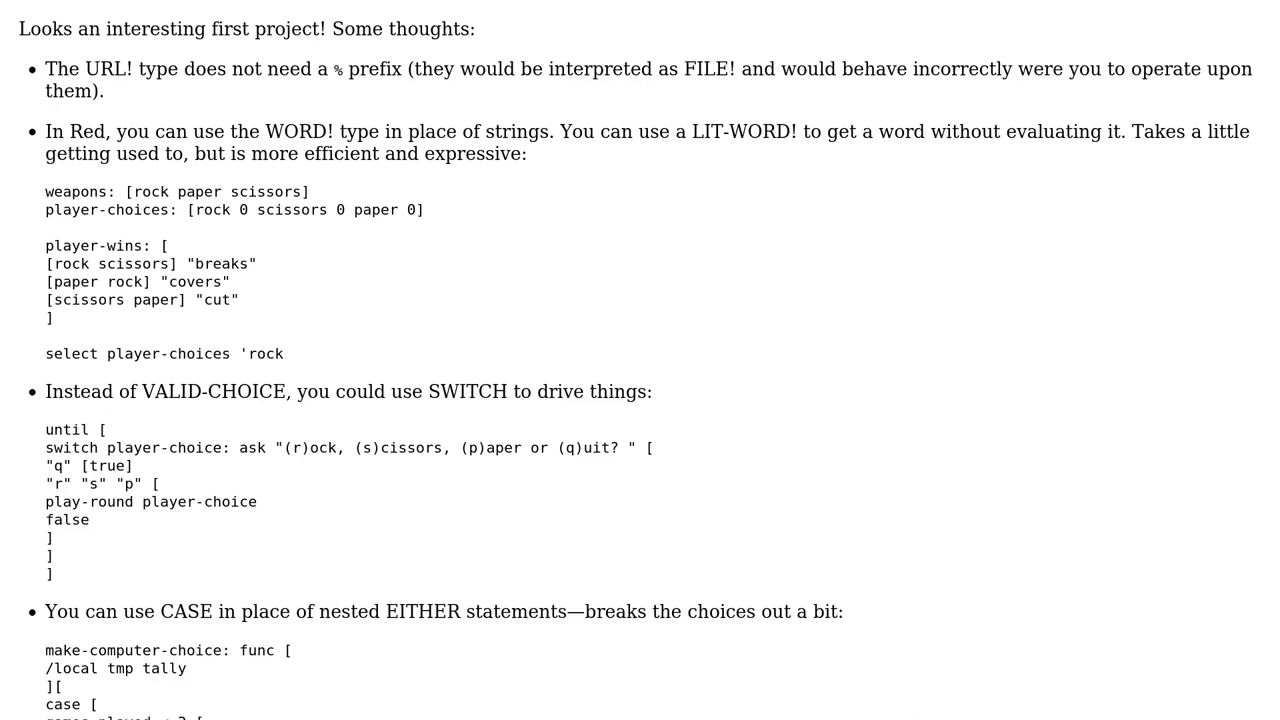 Looks an interesting first project! Some thoughts:
• The URL! type does not need a % prefix (they would be interpreted as FILE! and would behave incorrectly were you to operate upon
them).
• In Red, you can use the WORD! type in place of strings. You can use a LIT-WORD! to get a word without evaluating it. Takes a little
getting used to, but is more efficient and expressive:
weapons: [rock paper scissors]
player-choices: [rock 0 scissors 0 paper 0]
player-wins: [
[rock scissors] "breaks"
[paper rock] "covers"
[scissors paper] "cut"
]
select player-choices 'rock
• Instead of VALID-CHOICE, you could use SWITCH to drive things:
until [
switch player-choice: ask "(r)ock, (s)cissors, (p)aper or (q)uit? " [
"q" [true]
"r" "s" "p" [
play-round player-choice
false
]
]
]
• You can use CASE in place of nested EITHER statements—breaks the choices out a bit:
make-computer-choice: func [
/local tmp tally
][
case [